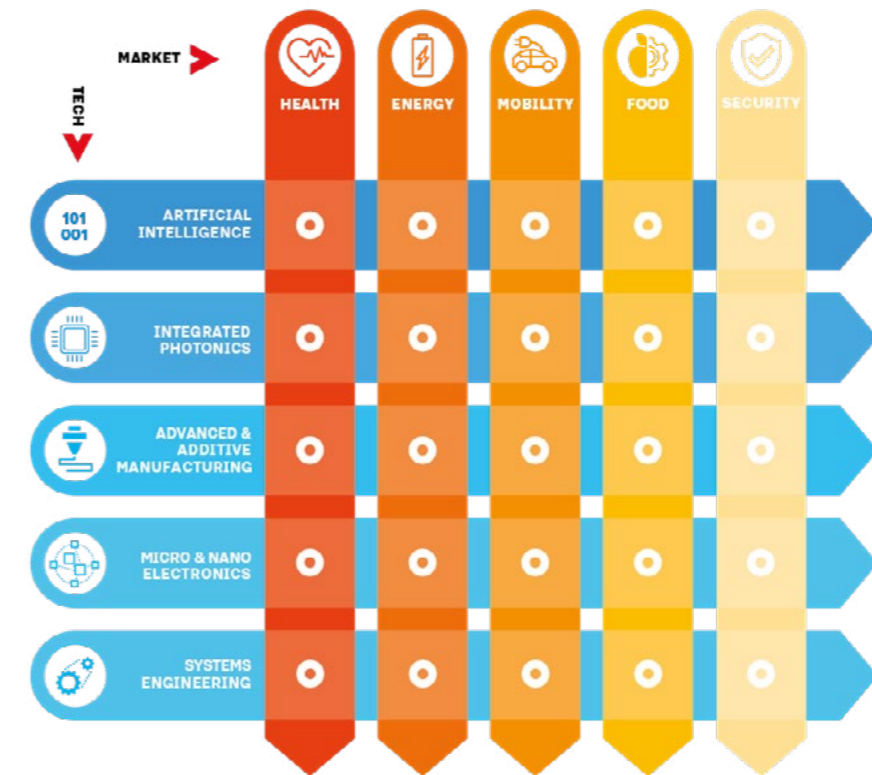 MARKET
TECH
HEALTH
ENERGY
MOBILITY
FOOD
SECURITY
101
001
ARTIFICIAL
INTELLIGENCE
INTEGRATED
PHOTONICS
ADVANCED &
ADDITIVE
MANUFACTURING
MICRO & NANO
ELECTRONICS
SYSTEMS
ENGINEERING